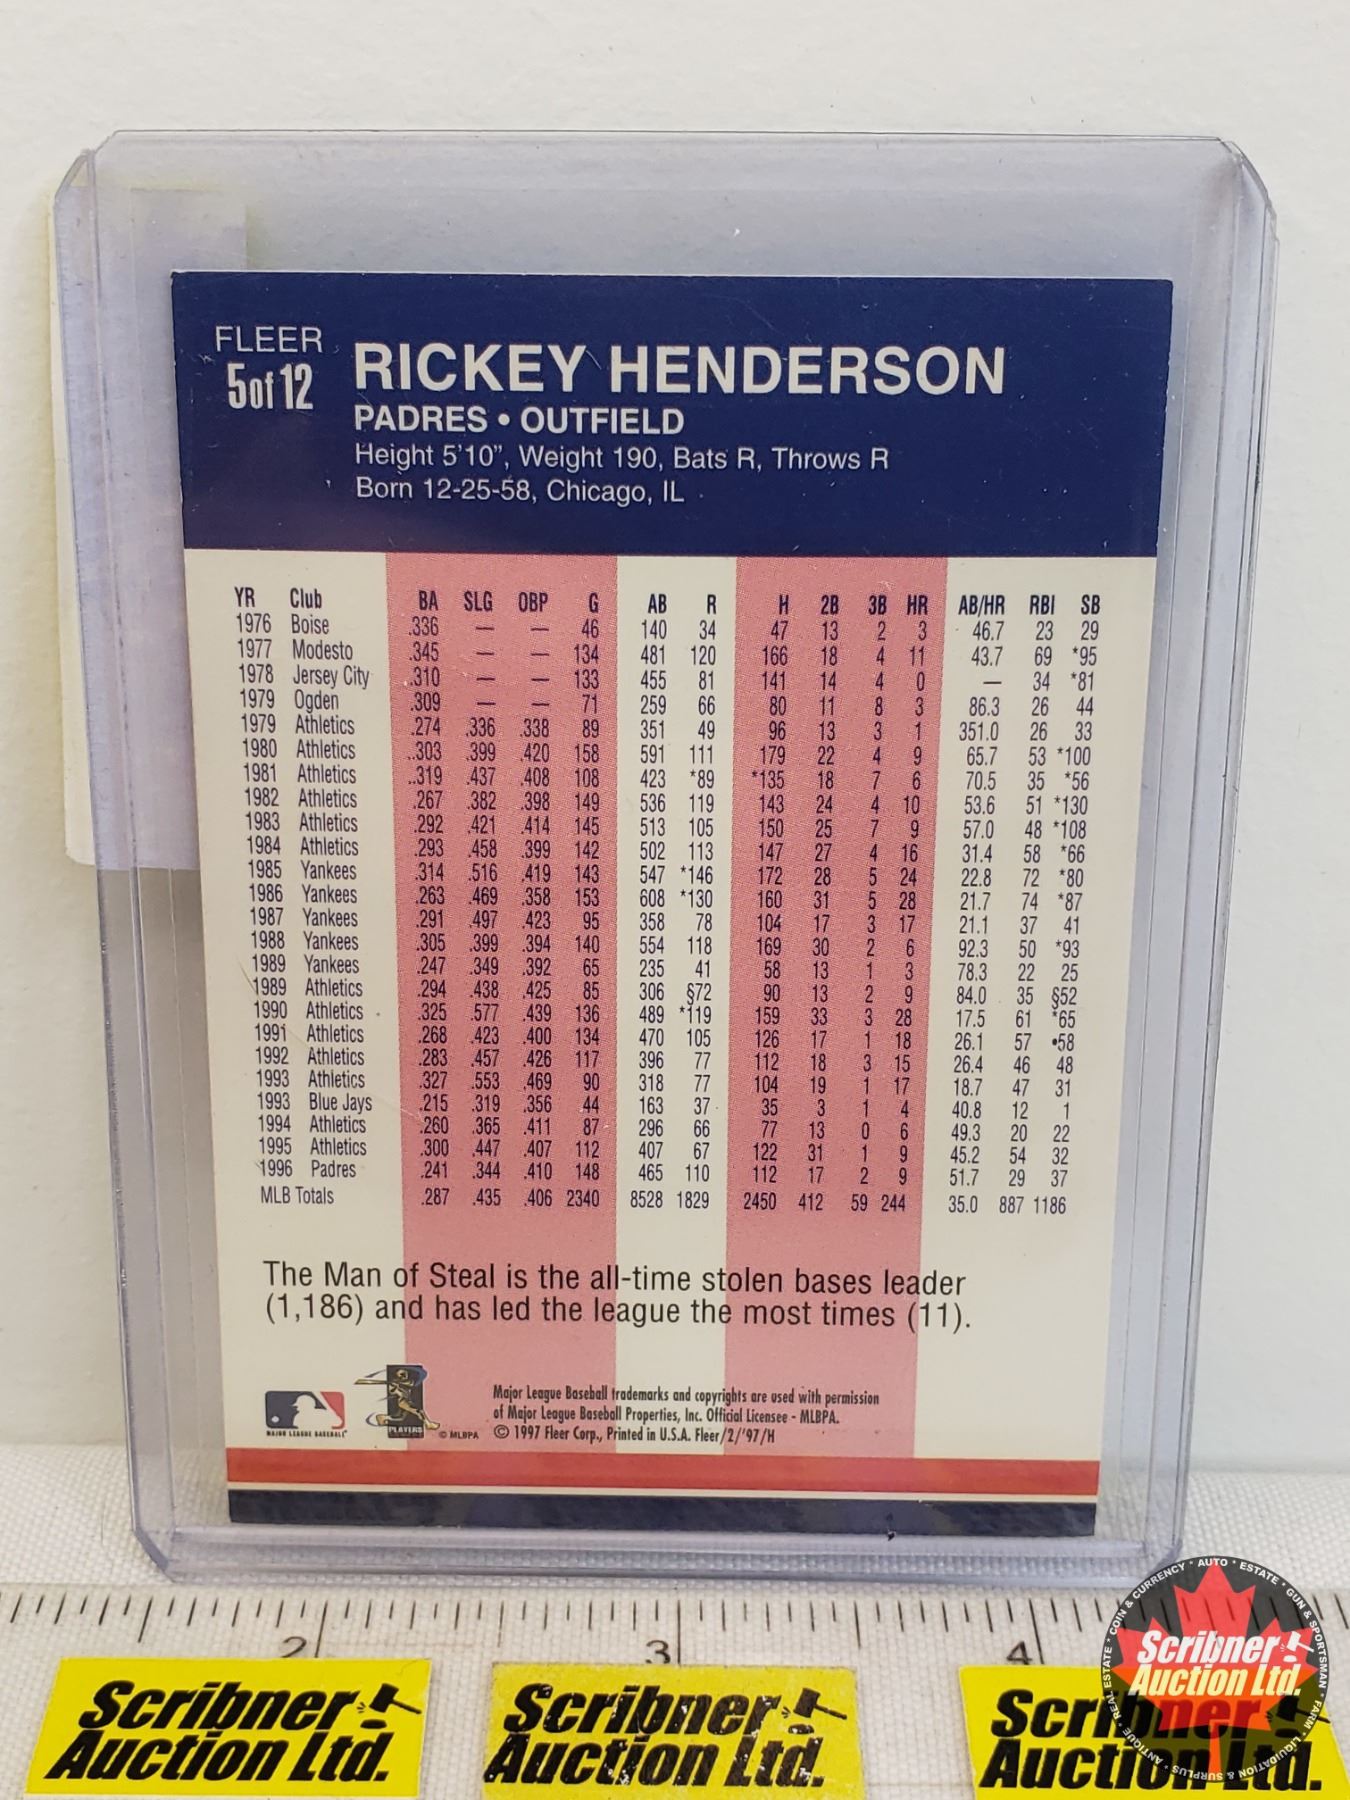 FLEER
5 of 12
RICKEY HENDERSON
PADRES • OUTFIELD
Height 5'10", Weight 190, Bats R, Throws R
Born 12-25-58, Chicago, IL
YR Club BA SLG OBP G AB R H 2B 3B HR AB/HR RBI SB
1976 Boise .336 — — 46 140 34 47 13 2 3 46.7 23 29
1977 Modesto .345 — — 134 481 120 166 18 4 11 43.7 69 *95
1978 Jersey City .310 — — 133 455 81 141 14 4 0 — 34 *81
1979 Ogden .309 — — 71 259 66 80 11 8 3 86.3 26 44
1979 Athletics .274 .336 .338 89 351 49 96 13 3 1 351.0 26 33
1980 Athletics ..303 .399 .420 158 591 111 179 22 4 9 65.7 53 *100
1981 Athletics ..319 .437 .408 108 423 *89 *135 18 7 6 70.5 35 *56
1982 Athletics .267 .382 .398 149 536 119 143 24 4 10 53.6 51 *130
1983 Athletics .292 .421 .414 145 513 105 150 25 7 9 57.0 48 *108
1984 Athletics .293 .458 .399 142 502 113 147 27 4 16 31.4 58 *66
1985 Yankees .314 .516 .419 143 547 *146 172 28 5 24 22.8 72 *80
1986 Yankees .263 .469 .358 153 608 *130 160 31 5 28 21.7 74 *87
1987 Yankees .291 .497 .423 95 358 78 104 17 3 17 21.1 37 41
1988 Yankees .305 .399 .394 140 554 118 169 30 2 6 92.3 50 *93
1989 Yankees .247 .349 .392 65 235 41 58 13 1 3 78.3 22 25
1989 Athletics .294 .438 .425 85 306 §72 90 13 2 9 84.0 35 §52
1990 Athletics .325 .577 .439 136 489 *119 159 33 3 28 17.5 61 *65
1991 Athletics .268 .423 .400 134 470 105 126 17 1 18 26.1 57 •58
1992 Athletics .283 .457 .426 117 396 77 112 18 3 15 26.4 46 48
1993 Athletics .327 .553 .469 90 318 77 104 19 1 17 18.7 47 31
1993 Blue Jays .215 .319 .356 44 163 37 35 3 1 4 40.8 12 1
1994 Athletics .260 .365 .411 87 296 66 77 13 0 6 49.3 20 22
1995 Athletics .300 .447 .407 112 407 67 122 31 1 9 45.2 54 32
1996 Padres .241 .344 .410 148 465 110 112 17 2 9 51.7 29 37
MLB Totals .287 .435 .406 2340 8528 1829 2450 412 59 244 35.0 887 1186
The Man of Steal is the all-time stolen bases leader
(1,186) and has led the league the most times (11).
MAJOR LEAGUE BASEBALL
PLAYERS
© MLBPA
Major League Baseball trademarks and copyrights are used with permission
of Major League Baseball Properties, Inc. Official Licensee - MLBPA.
© 1997 Fleer Corp., Printed in U.S.A. Fleer/2/'97/H
2 3 4
Scribner
Auction Ltd.
Scribner
Auction Ltd.
Scribner
Auction Ltd.
Scribner
Auction Ltd.
REAL ESTATE • COIN & CURRENCY • AUTO • ESTATE • GUN & SPORTSMAN • FARM • LIQUIDATION & SURPLUS • ANTIQUE